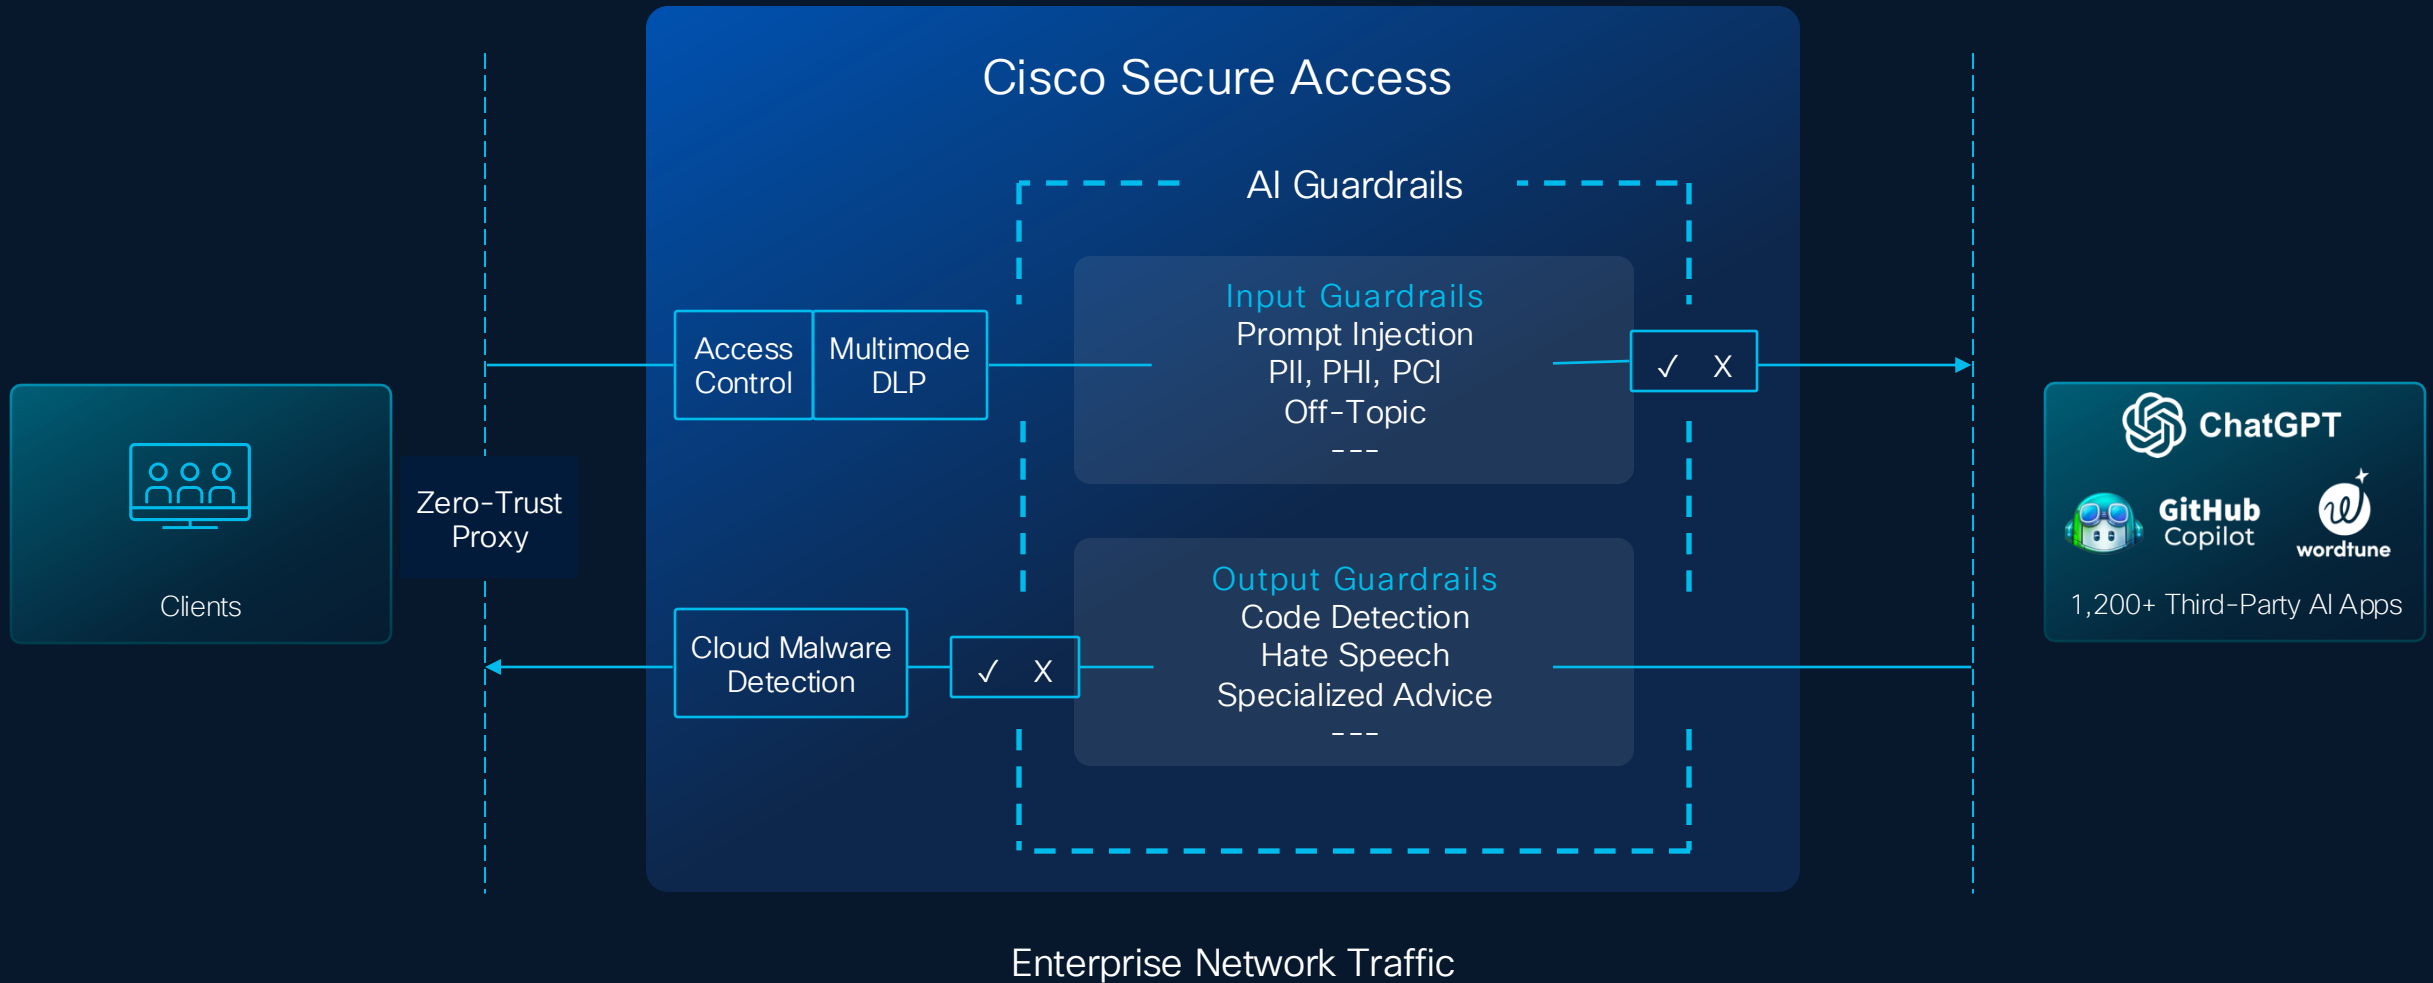 Cisco Secure Access
AI Guardrails
Input Guardrails
Prompt Injection
PII, PHI, PCI
Off-Topic
---
Access
Control
Multimode
DLP
✓ X
Clients
Zero-Trust
Proxy
ChatGPT
GitHub
Copilot
wordtune
1,200+ Third-Party AI Apps
Output Guardrails
Code Detection
Hate Speech
Specialized Advice
---
Cloud Malware
Detection
✓ X
Enterprise Network Traffic